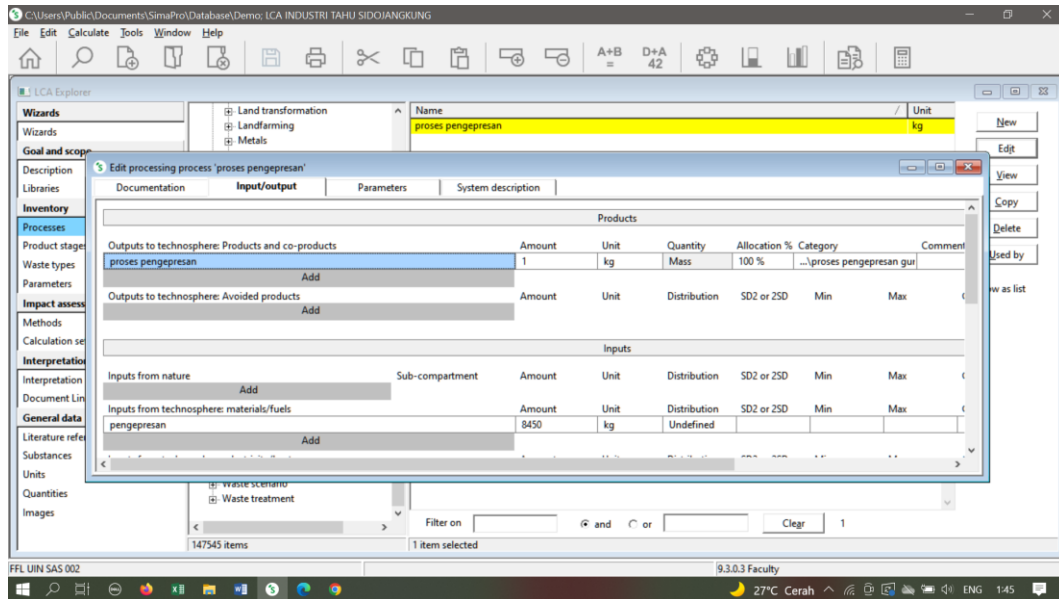 C:\Users\Public\Documents\SimaPro\Database\Demo; LCA INDUSTRI TAHU SIDOJANGKUNG
File Edit Calculate Tools Window Help
A+B =
D+A 42
LCA Explorer
Wizards
Wizards
Goal and scope
Description
Libraries
Inventory
Processes
Product stages
Waste types
Parameters
Impact assess
Methods
Calculation se
Interpretation
Interpretation
Document Lin
General data
Literature refer
Substances
Units
Quantities
Images
Land transformation
Landfarming
Metals
Waste scenario
Waste treatment
147545 items
Name / Unit
proses pengepresan kg
New
Edit
View
Copy
Delete
Used by
ow as list
Edit processing process 'proses pengepresan'
Documentation Input/output Parameters System description
Products
Outputs to technosphere: Products and co-products Amount Unit Quantity Allocation % Category Comment
proses pengepresan 1 kg Mass 100 % ...\proses pengepresan gur
Add
Outputs to technosphere: Avoided products Amount Unit Distribution SD2 or 2SD Min Max
Add
Inputs
Inputs from nature Sub-compartment Amount Unit Distribution SD2 or 2SD Min Max
Add
Inputs from technosphere: materials/fuels Amount Unit Distribution SD2 or 2SD Min Max
pengepresan 8450 kg Undefined
Add
Filter on and or Clear 1
1 item selected
FFL UIN SAS 002 9.3.0.3 Faculty
27°C Cerah ENG 1:45